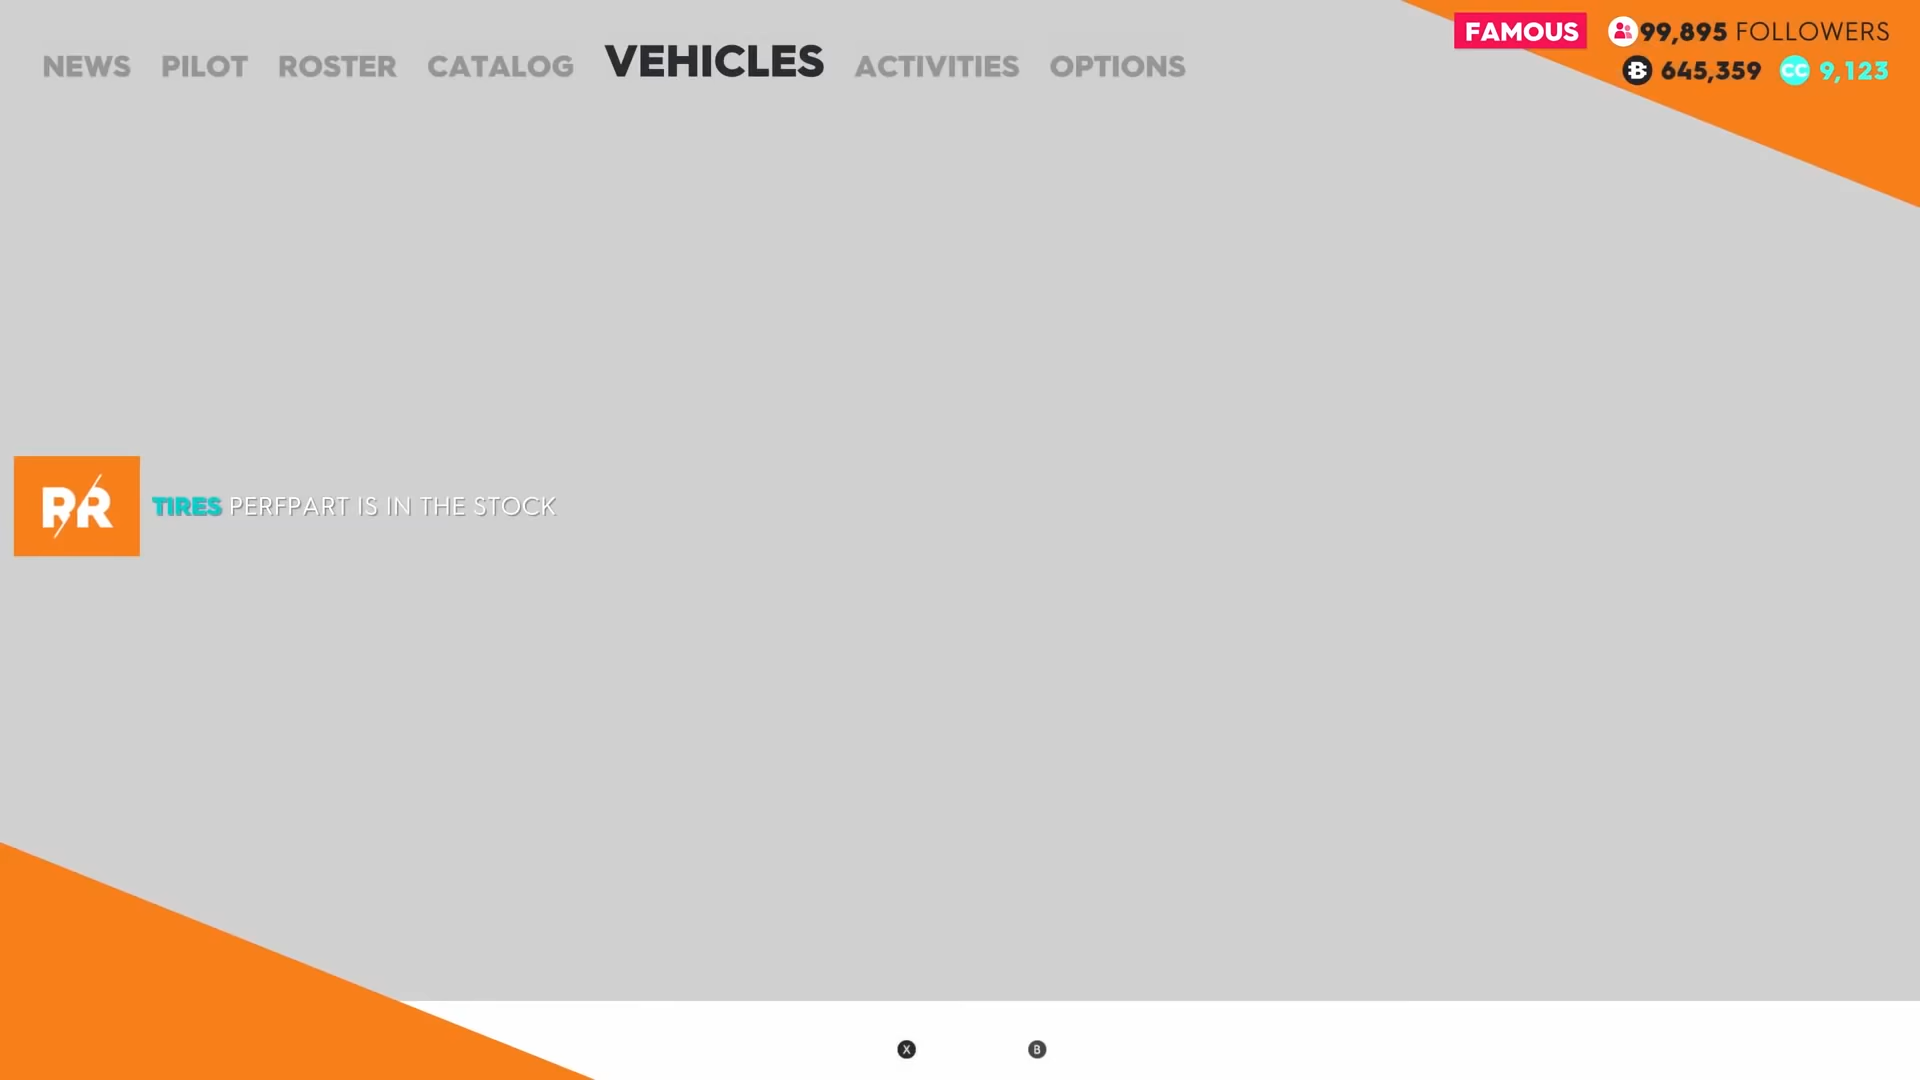 NEWS PILOT ROSTER CATALOG VEHICLES ACTIVITIES OPTIONS
FAMOUS 99,895 FOLLOWERS
645,359 CC 9,123
RR TIRES PERFPART IS IN THE STOCK
X B